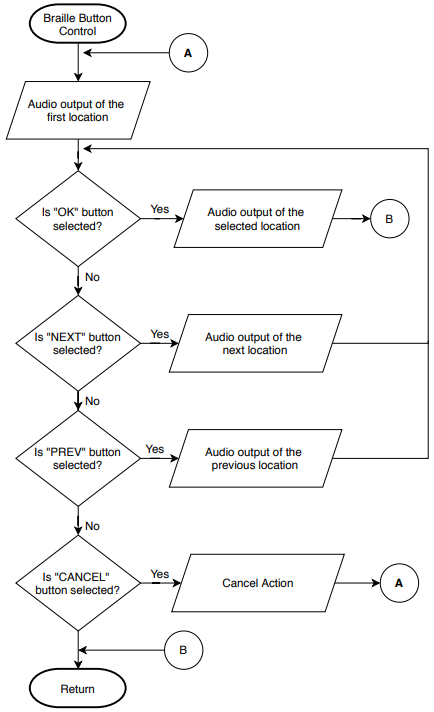 Braille Button
Control
A
Audio output of the
first location
Is "OK" button
selected?
Yes
Audio output of the
selected location
B
No
Is "NEXT" button
selected?
Yes
Audio output of the
next location
No
Is "PREV" button
selected?
Yes
Audio output of the
previous location
No
Is "CANCEL"
button selected?
Yes
Cancel Action
A
B
Return